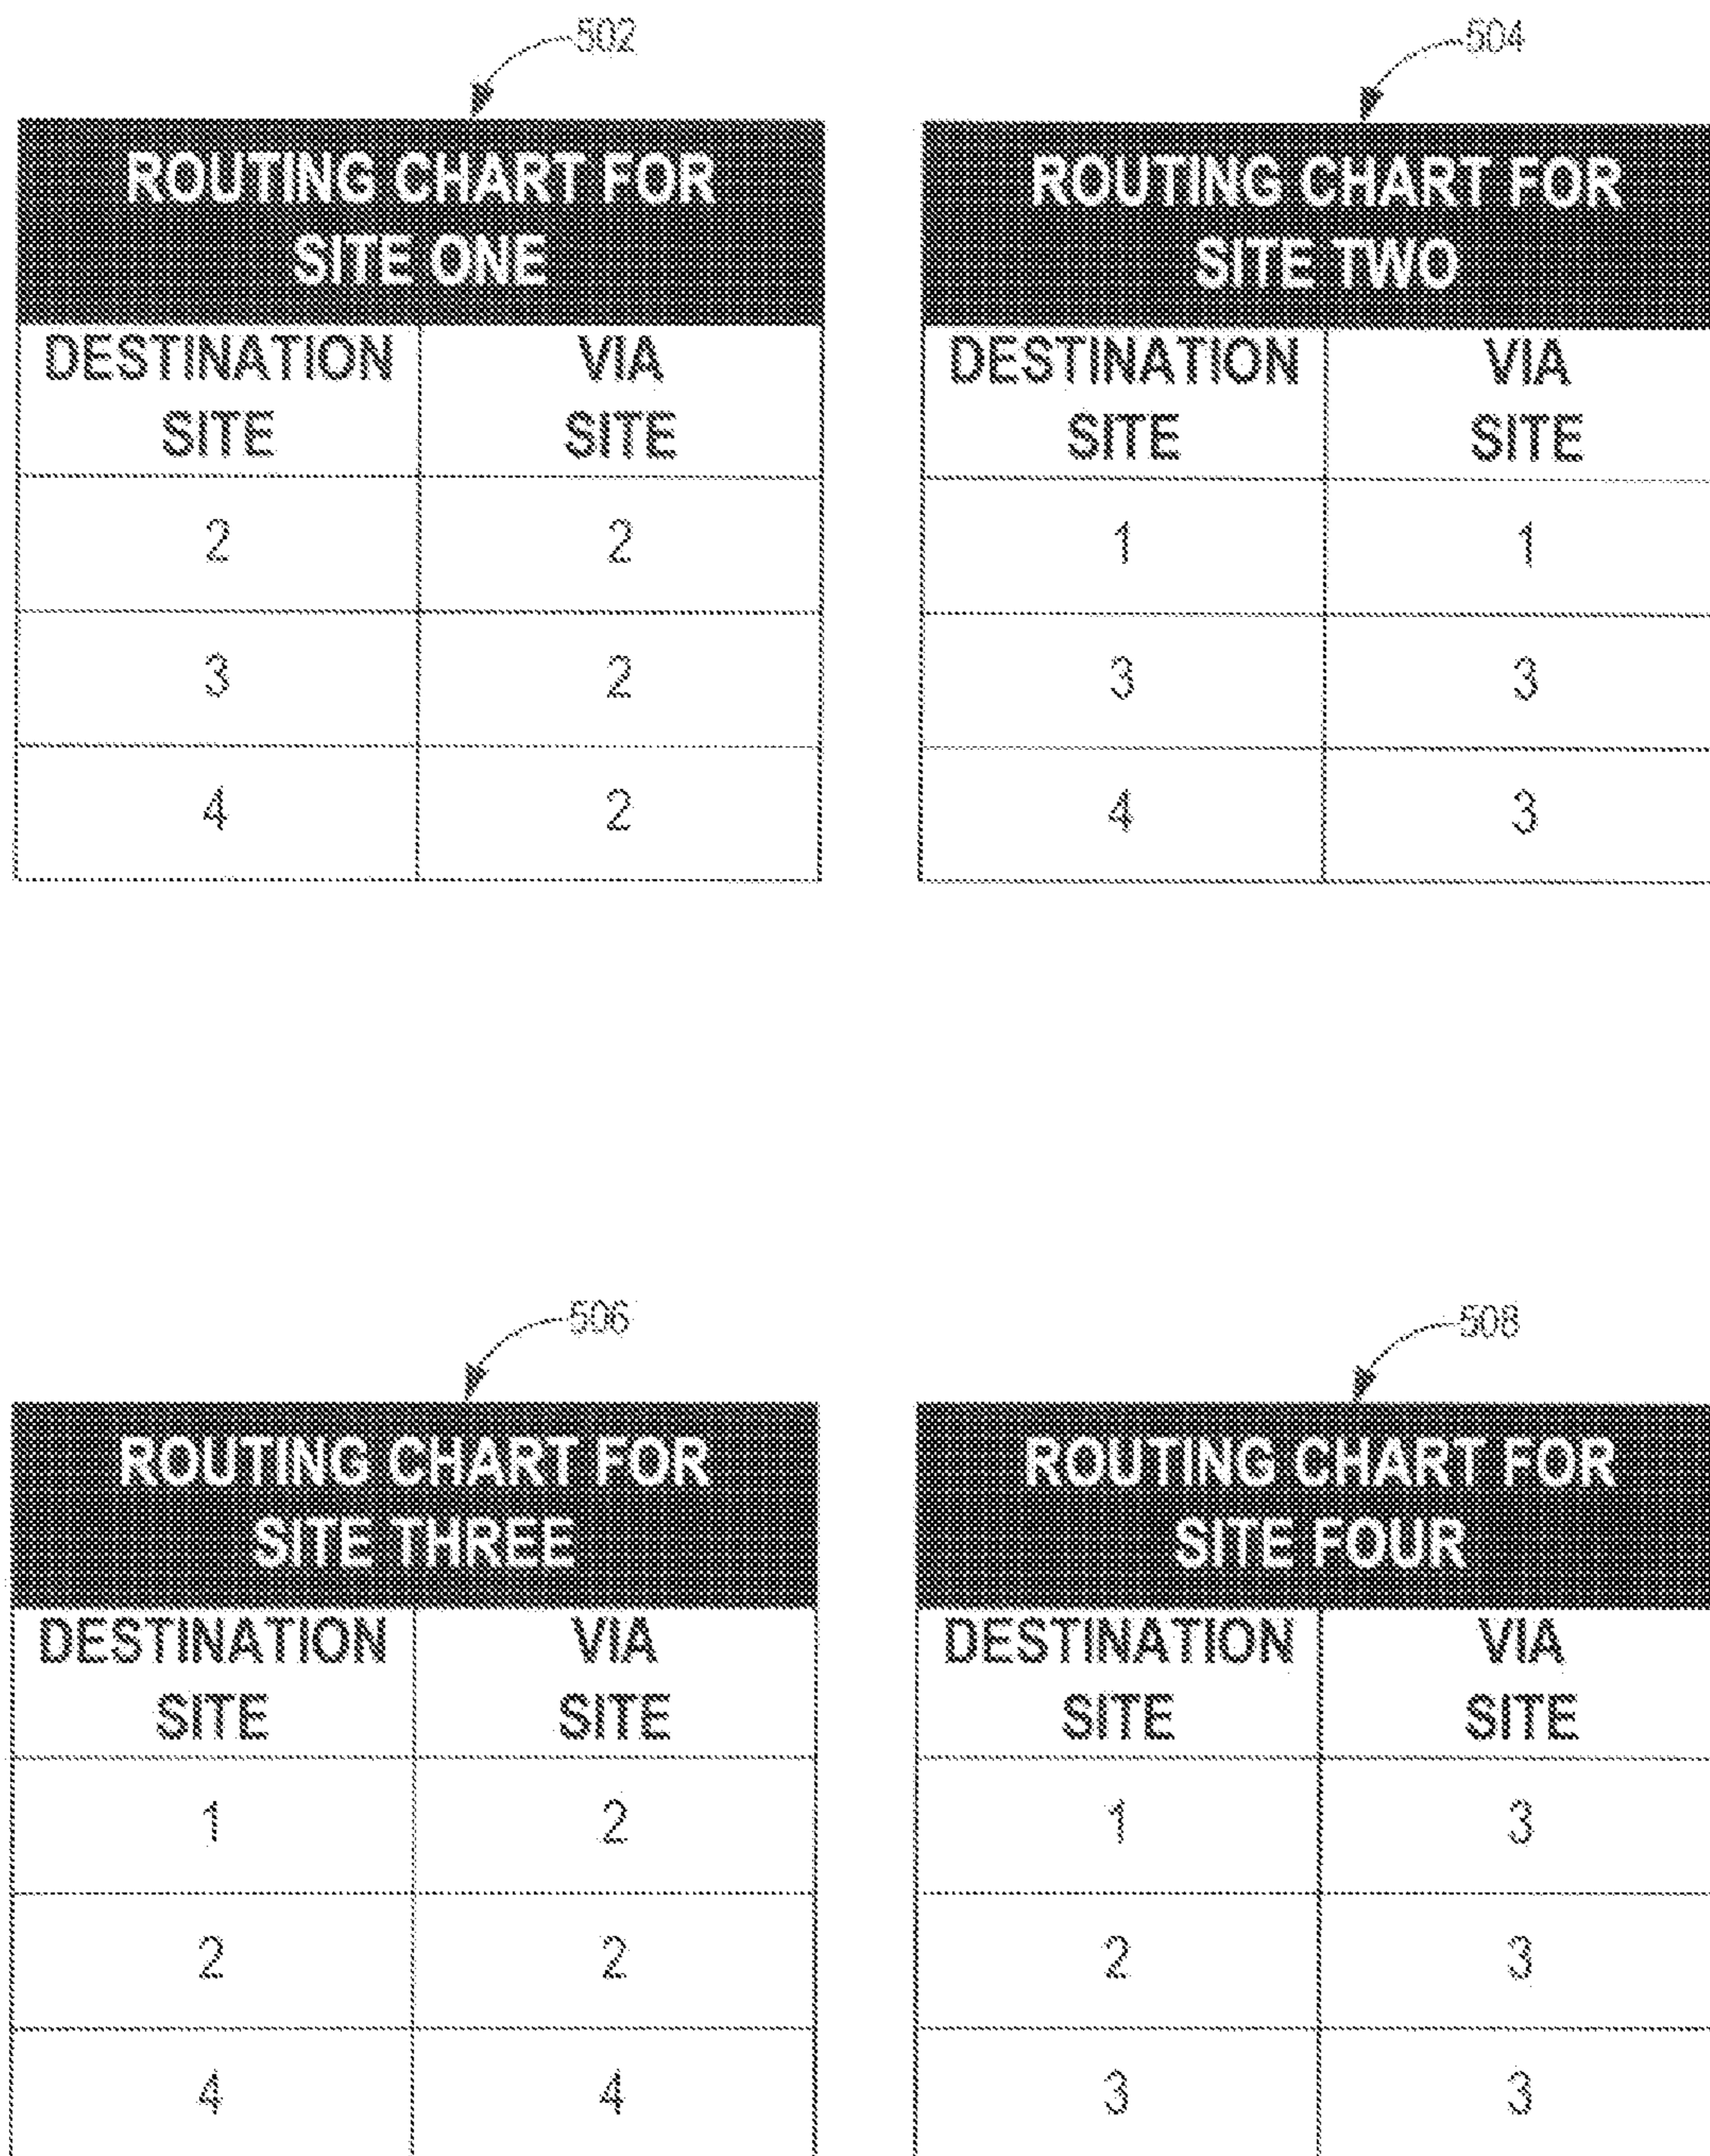 502
ROUTING CHART FOR
SITE ONE
DESTINATION SITE VIA SITE
2 2
3 2
4 2
504
ROUTING CHART FOR
SITE TWO
DESTINATION SITE VIA SITE
1 1
3 3
4 3
506
ROUTING CHART FOR
SITE THREE
DESTINATION SITE VIA SITE
1 2
2 2
4 4
508
ROUTING CHART FOR
SITE FOUR
DESTINATION SITE VIA SITE
1 3
2 3
3 3